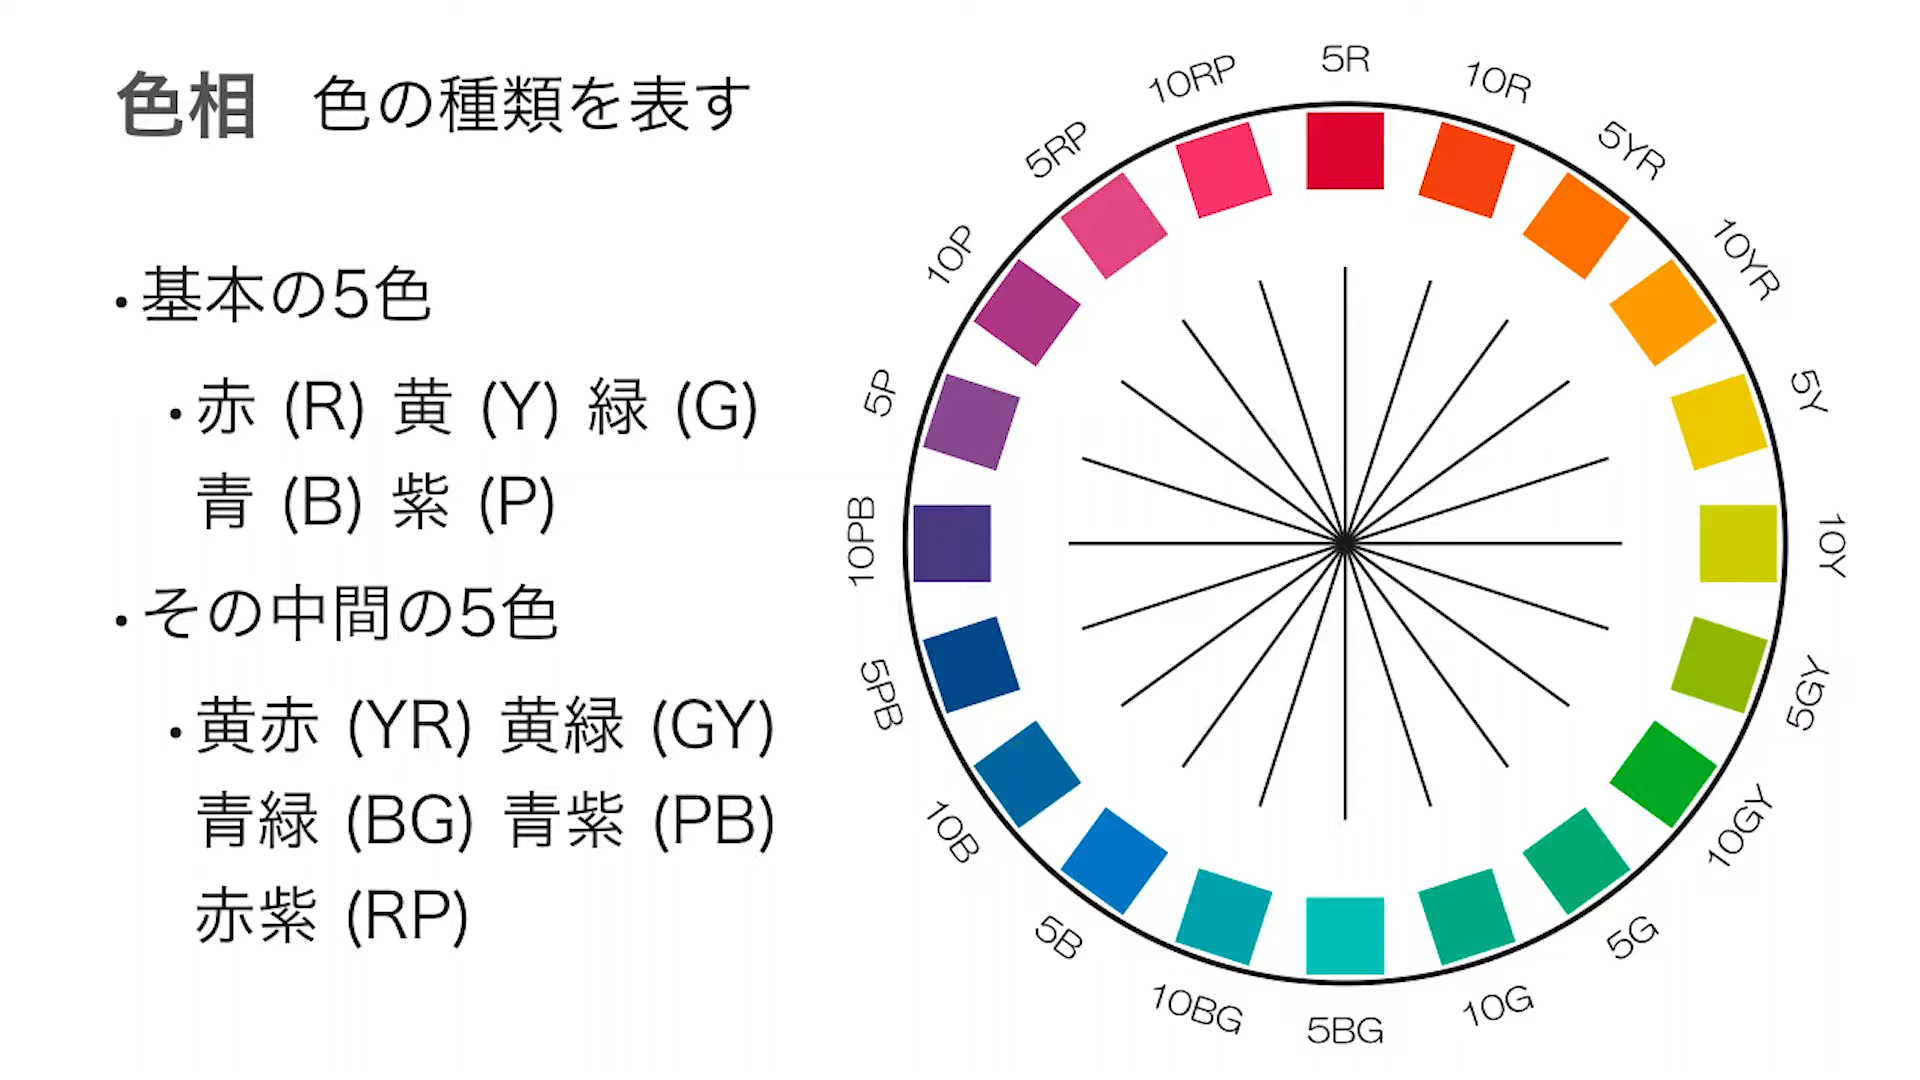 色相 色の種類を表す
・基本の5色
・赤 (R) 黄 (Y) 緑 (G)
青 (B) 紫 (P)
・その中間の5色
・黄赤 (YR) 黄緑 (GY)
青緑 (BG) 青紫 (PB)
赤紫 (RP)
5R
10R
5YR
10YR
5Y
10Y
5GY
10GY
5G
10G
5BG
10BG
5B
10B
5PB
10PB
5P
10P
5RP
10RP